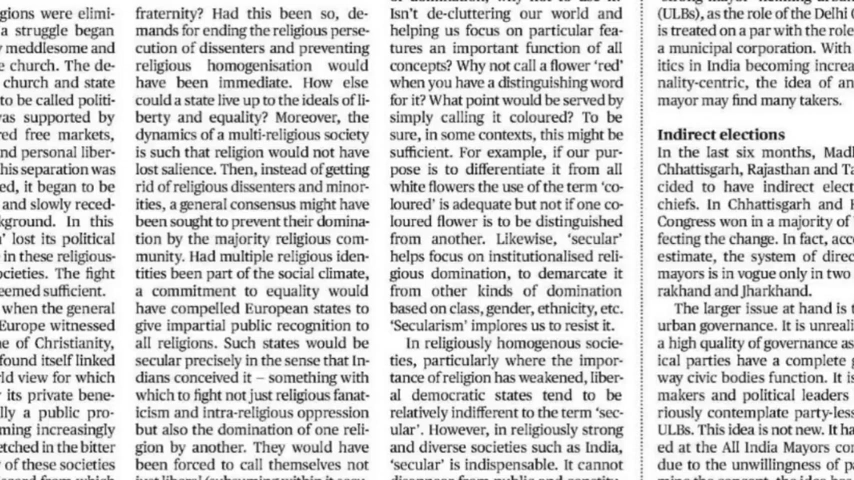 gions were elimi-
a struggle began
meddlesome and
church. The de-
church and state
to be called politi-
was supported by
red free markets,
nd personal liber-
his separation was
ed, it began to be
and slowly reced-
kground. In this
lost its political
in these religious-
ocieties. The fight
eemed sufficient.
when the general
Europe witnessed
ne of Christianity,
found itself linked
ld view for which
its private bene-
lly a public pro-
ming increasingly
etched in the bitter
of these societies
fraternity? Had this been so, de-
mands for ending the religious perse-
cution of dissenters and preventing
religious homogenisation would
have been immediate. How else
could a state live up to the ideals of li-
berty and equality? Moreover, the
dynamics of a multi-religious society
is such that religion would not have
lost salience. Then, instead of getting
rid of religious dissenters and minor-
ities, a general consensus might have
been sought to prevent their domina-
tion by the majority religious com-
munity. Had multiple religious iden-
tities been part of the social climate,
a commitment to equality would
have compelled European states to
give impartial public recognition to
all religions. Such states would be
secular precisely in the sense that In-
dians conceived it – something with
which to fight not just religious fanat-
icism and intra-religious oppression
but also the domination of one reli-
gion by another. They would have
been forced to call themselves not
Isn't de-cluttering our world and
helping us focus on particular fea-
tures an important function of all
concepts? Why not call a flower 'red'
when you have a distinguishing word
for it? What point would be served by
simply calling it coloured? To be
sure, in some contexts, this might be
sufficient. For example, if our pur-
pose is to differentiate it from all
white flowers the use of the term 'co-
loured' is adequate but not if one co-
loured flower is to be distinguished
from another. Likewise, 'secular'
helps focus on institutionalised reli-
gious domination, to demarcate it
from other kinds of domination
based on class, gender, ethnicity, etc.
'Secularism' implores us to resist it.
In religiously homogenous socie-
ties, particularly where the impor-
tance of religion has weakened, liber-
al democratic states tend to be
relatively indifferent to the term 'sec-
ular'. However, in religiously strong
and diverse societies such as India,
'secular' is indispensable. It cannot
(ULBs), as the role of the Delhi
is treated on a par with the role
a municipal corporation. With
itics in India becoming increa
nality-centric, the idea of an
mayor may find many takers.
Indirect elections
In the last six months, Madh
Chhattisgarh, Rajasthan and Ta
cided to have indirect elect
chiefs. In Chhattisgarh and
Congress won in a majority of
fecting the change. In fact, acc
estimate, the system of direc
mayors is in vogue only in two
rakhand and Jharkhand.
The larger issue at hand is t
urban governance. It is unreali
a high quality of governance as
ical parties have a complete g
way civic bodies function. It is
makers and political leaders
riously contemplate party-less
ULBs. This idea is not new. It ha
ed at the All India Mayors con
due to the unwillingness of pa